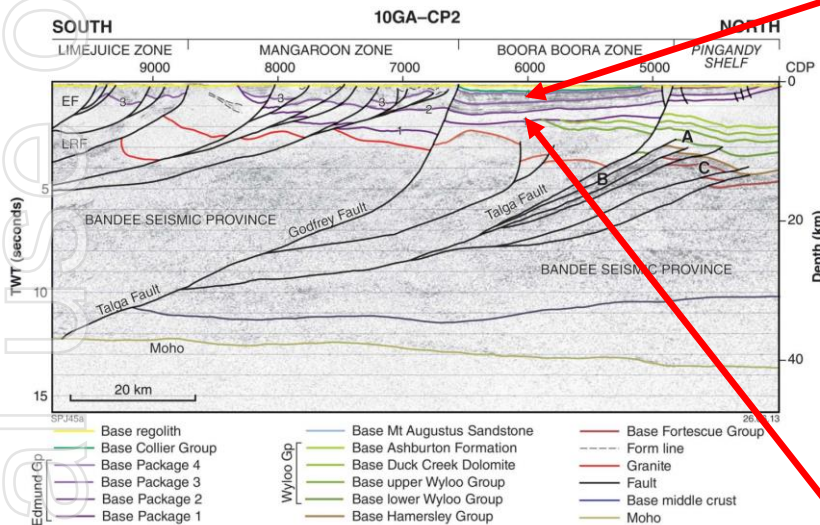 10GA–CP2
SOUTH
NORTH
LIMEJUICE ZONE MANGAROON ZONE BOORA BOORA ZONE PINGANDY SHELF
9000 8000 7000 6000 5000 CDP
0
EF 3 3 3 2
1
LRF
A
B C
5
Talga Fault
Godfrey Fault
BANDEE SEISMIC PROVINCE
20
BANDEE SEISMIC PROVINCE
TWT (seconds)
Depth (km)
10
Talga Fault
Moho
40
20 km
15
SPJ45a
Base regolith
Base Collier Group
Edmund Gp
Base Package 4
Base Package 3
Base Package 2
Base Package 1
Base Mt Augustus Sandstone
Wyloo Gp
Base Ashburton Formation
Base Duck Creek Dolomite
Base upper Wyloo Group
Base lower Wyloo Group
Base Hamersley Group
Base Fortescue Group
Form line
Granite
Fault
Base middle crust
Moho